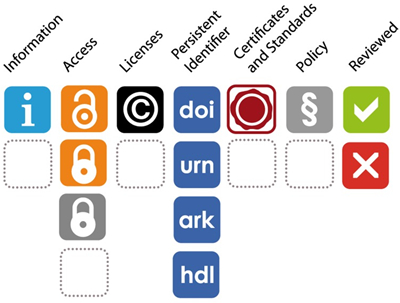 Information
Access
Licenses
Persistent
Identifier
Certificates
and Standards
Policy
Reviewed
i
©
doi
§
urn
ark
hdl